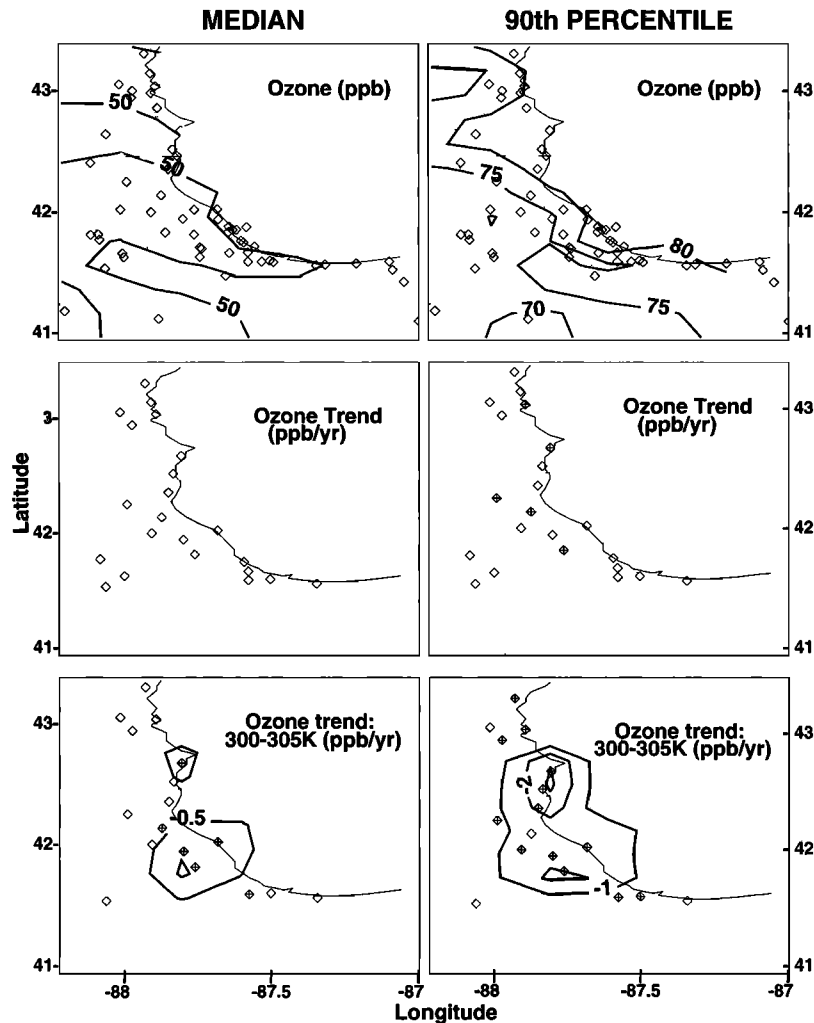 MEDIAN
90th PERCENTILE
Ozone (ppb)
50
50
50
43
42
41
Ozone (ppb)
75
80
75
70
43
42
41
Latitude
Ozone Trend
(ppb/yr)
3
42
41
Ozone Trend
(ppb/yr)
43
42
41
Ozone trend:
300-305K (ppb/yr)
-0.5
43
42
41
Ozone trend:
300-305K (ppb/yr)
-2
-1
43
42
41
-88
-87.5
-87
-88
-87.5
-87
Longitude